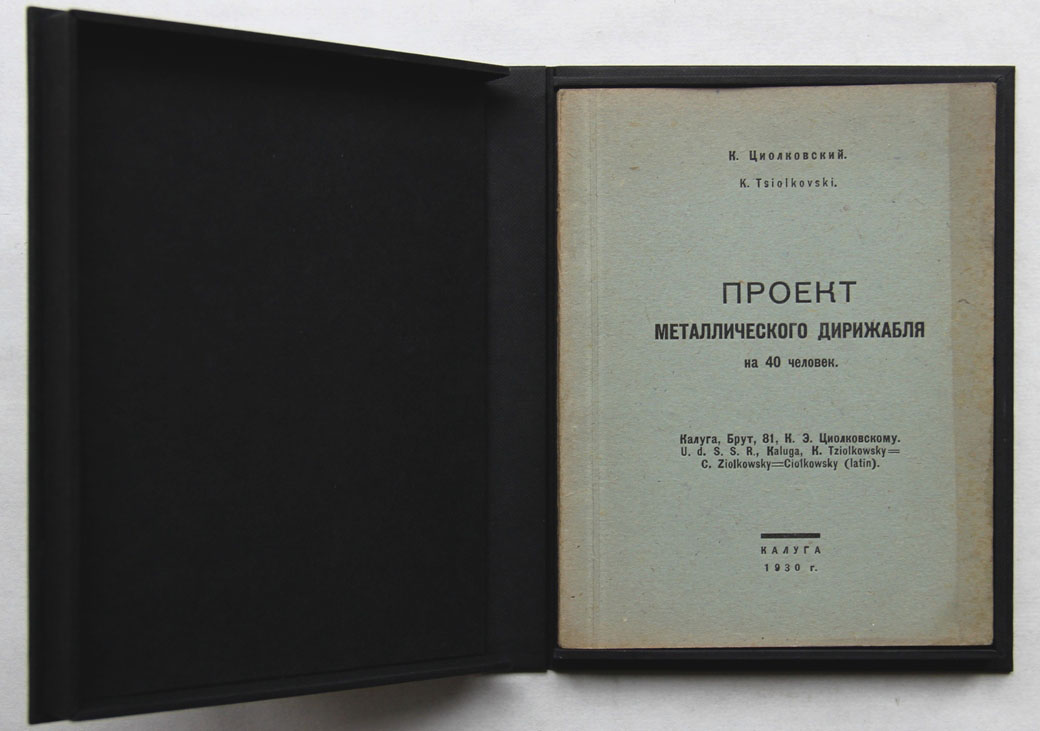 К. Циолковский.
K. Tsiolkovski.
ПРОЕКТ
МЕТАЛЛИЧЕСКОГО ДИРИЖАБЛЯ
на 40 человек.
Калуга, Брут, 81, К. Э. Циолковскому.
U. d. S. S. R., Kaluga, K. Tziolkowsky=
C. Ziolkowsky=Ciolkowsky (latin).
КАЛУГА
1930 г.